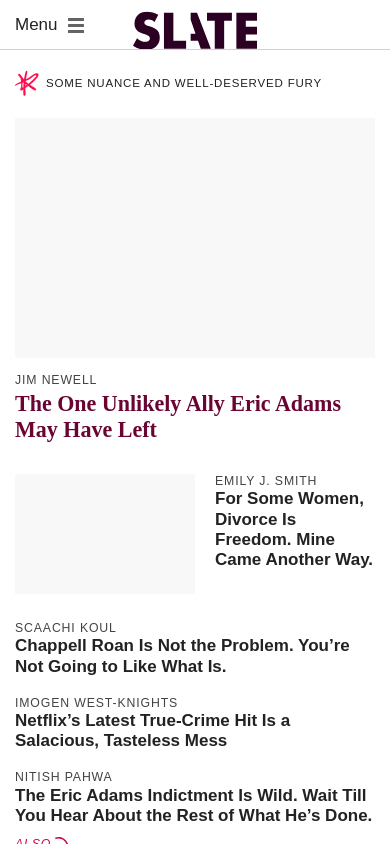 Menu
SLATE
SOME NUANCE AND WELL-DESERVED FURY
JIM NEWELL
The One Unlikely Ally Eric Adams
May Have Left
EMILY J. SMITH
For Some Women,
Divorce Is
Freedom. Mine
Came Another Way.
SCAACHI KOUL
Chappell Roan Is Not the Problem. You’re
Not Going to Like What Is.
IMOGEN WEST-KNIGHTS
Netflix’s Latest True-Crime Hit Is a
Salacious, Tasteless Mess
NITISH PAHWA
The Eric Adams Indictment Is Wild. Wait Till
You Hear About the Rest of What He’s Done.
ALSO